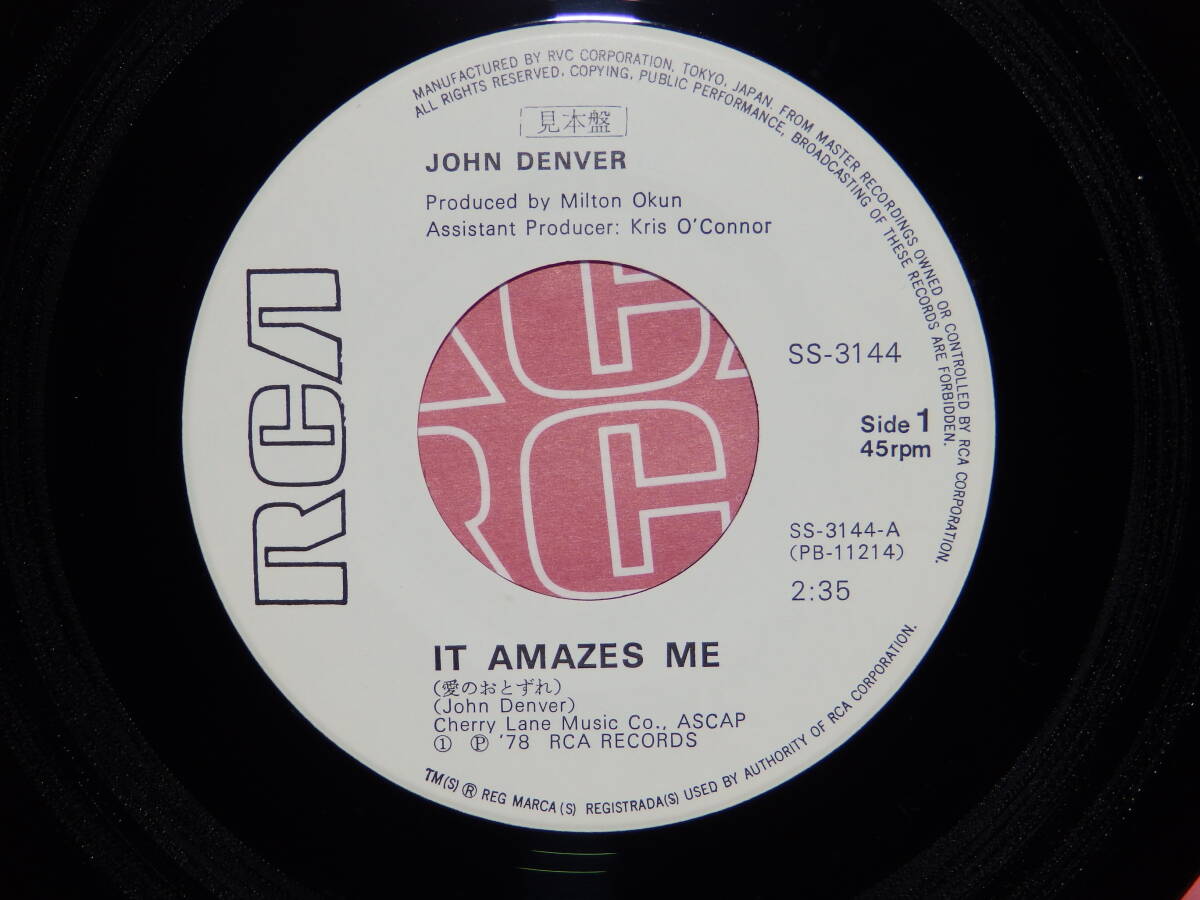 MANUFACTURED BY RVC CORPORATION, TOKYO, JAPAN. FROM MASTER RECORDINGS OWNED OR CONTROLLED BY RCA CORPORATION.
ALL RIGHTS RESERVED. COPYING, PUBLIC PERFORMANCE, BROADCASTING OF THESE RECORDS ARE FORBIDDEN.
見本盤
JOHN DENVER
Produced by Milton Okun
Assistant Producer: Kris O'Connor
RCA
SS-3144
Side 1
45rpm
SS-3144-A
(PB-11214)
2:35
IT AMAZES ME
(愛のおとずれ)
(John Denver)
Cherry Lane Music Co., ASCAP
① Ⓟ '78 RCA RECORDS
TM(S) ® REG MARCA(S) REGISTRADA(S) USED BY AUTHORITY OF RCA CORPORATION.